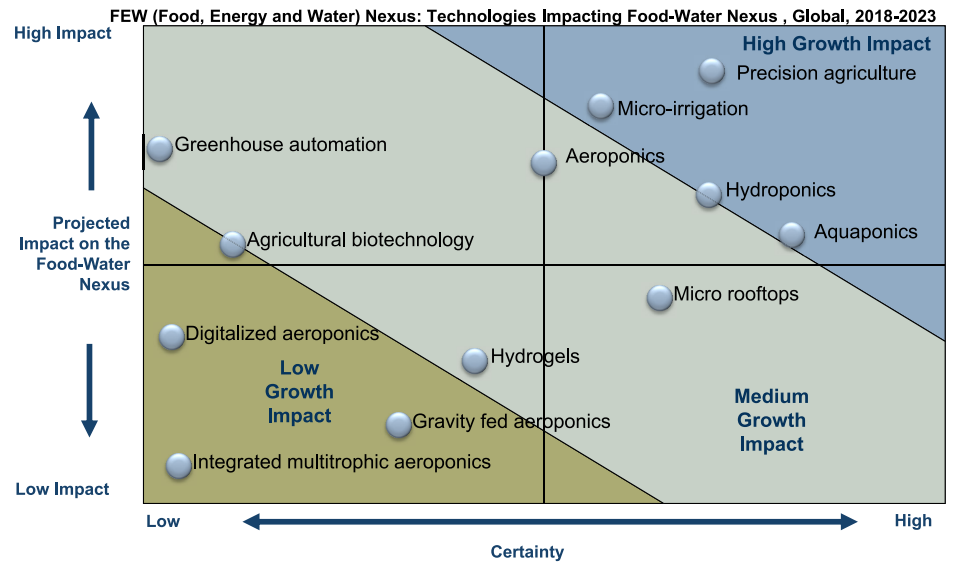 FEW (Food, Energy and Water) Nexus: Technologies Impacting Food-Water Nexus , Global, 2018-2023
High Impact
High Growth Impact
Precision agriculture
Micro-irrigation
Greenhouse automation
Aeroponics
Hydroponics
Projected
Impact on the
Food-Water
Nexus
Agricultural biotechnology
Aquaponics
Micro rooftops
Digitalized aeroponics
Hydrogels
Low
Growth
Impact
Medium
Growth
Impact
Gravity fed aeroponics
Integrated multitrophic aeroponics
Low Impact
Low
High
Certainty